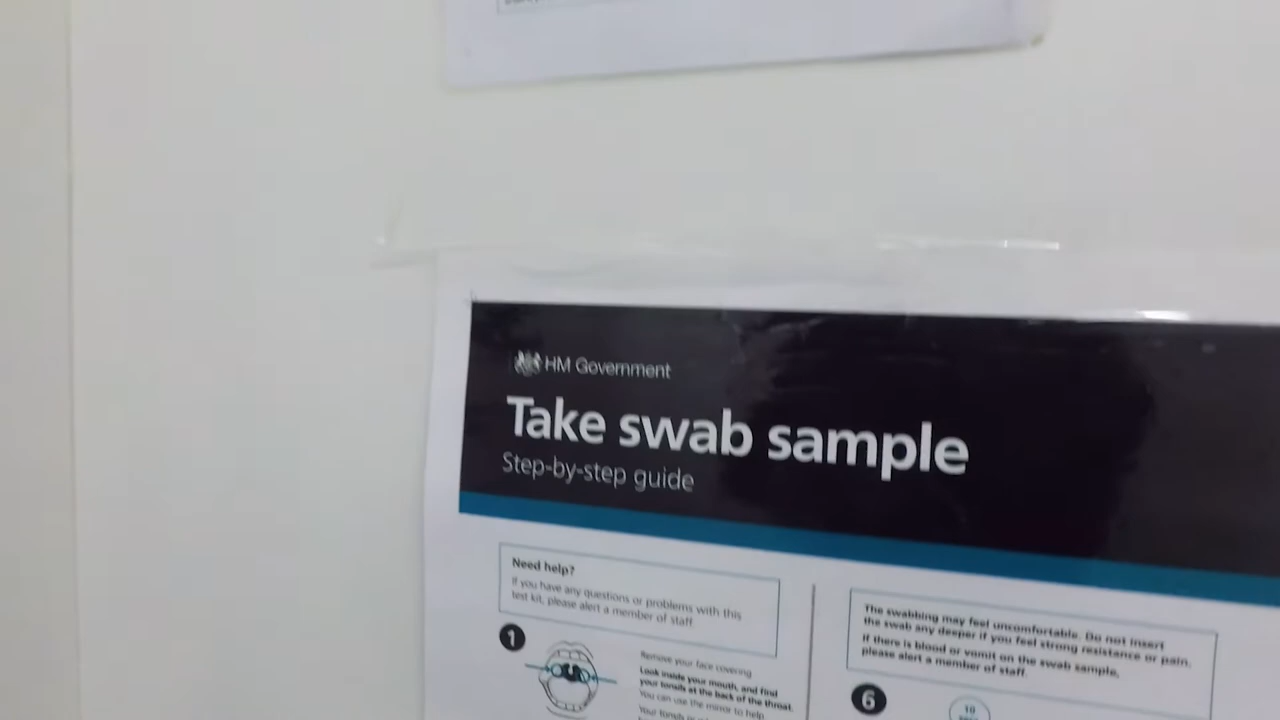 HM Government
Take swab sample
Step-by-step guide
Need help?
If you have any questions or problems with this
test kit, please alert a member of staff.
1
Remove your face covering
Look inside your mouth, and find
your tonsils at the back of the throat.
You can use the mirror to help.
Your tonsils
The swabbing may feel uncomfortable. Do not insert
the swab any deeper if you feel strong resistance or pain.
If there is blood or vomit on the swab sample,
please alert a member of staff.
6
10